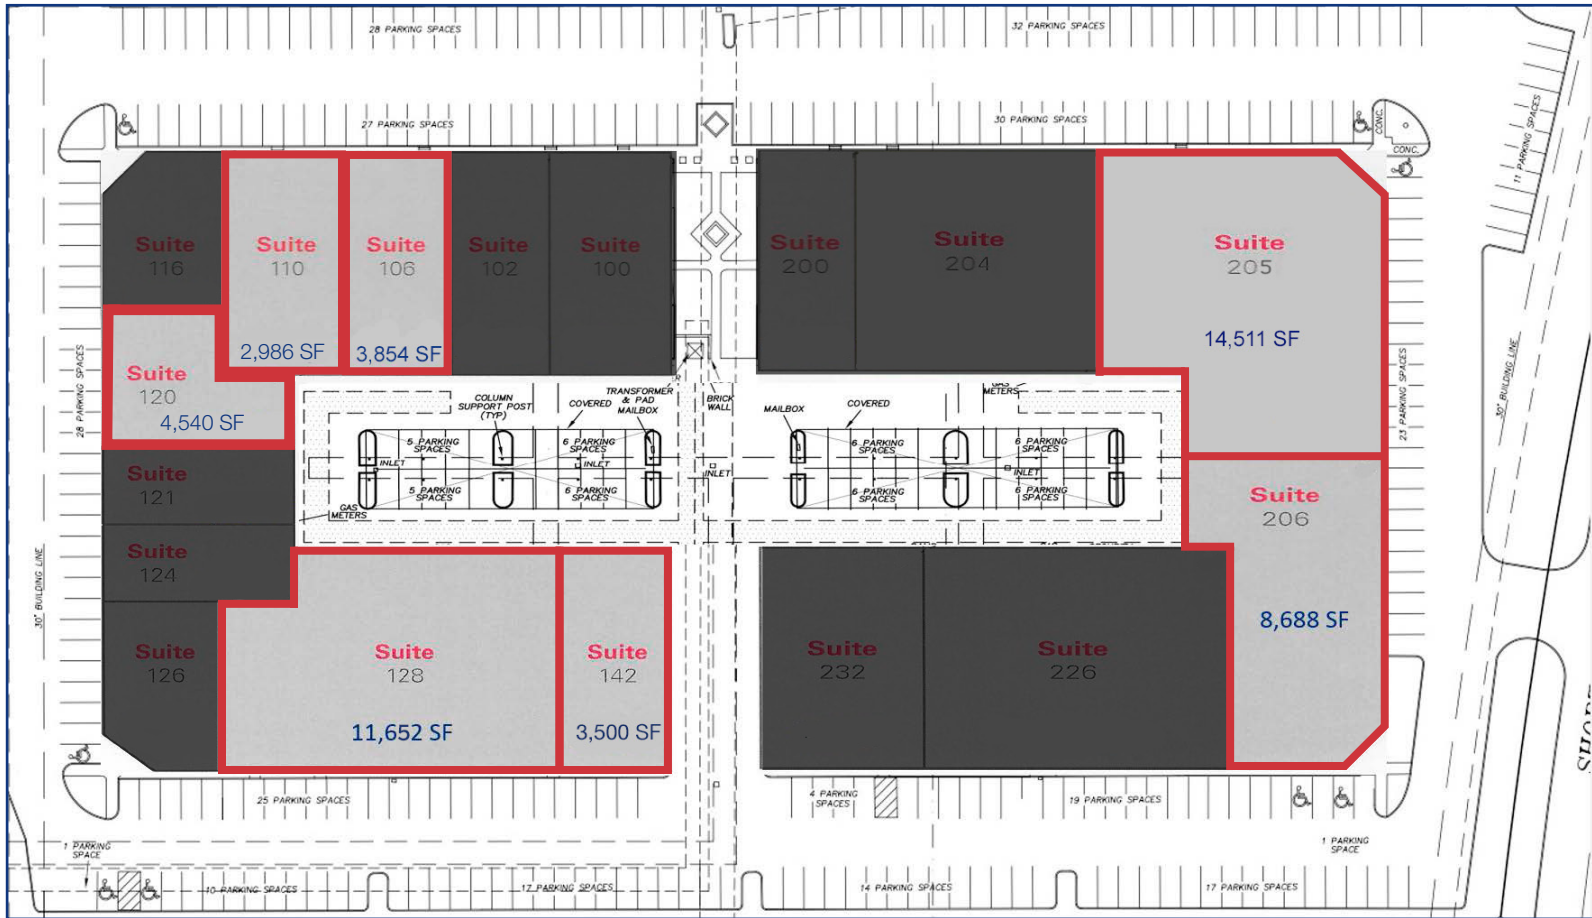 28 PARKING SPACES
32 PARKING SPACES
11 PARKING SPACES
27 PARKING SPACES
30 PARKING SPACES
CONC.
CONC.
Suite
116
Suite
110
2,986 SF
Suite
106
3,854 SF
Suite
102
Suite
100
Suite
200
Suite
204
Suite
205
14,511 SF
28 PARKING SPACES
Suite
120
4,540 SF
COLUMN
SUPPORT POST
(TYP)
COVERED
TRANSFORMER
& PAD
MAILBOX
BRICK
WALL
MAILBOX
COVERED
GAS
METERS
23 PARKING SPACES
30' BUILDING LINE
5 PARKING
SPACES
6 PARKING
SPACES
INLET
INLET
5 PARKING
SPACES
6 PARKING
SPACES
INLET
6 PARKING
SPACES
6 PARKING
SPACES
INLET
6 PARKING
SPACES
6 PARKING
SPACES
Suite
121
GAS
METERS
Suite
206
8,688 SF
Suite
124
30' BUILDING LINE
Suite
126
Suite
128
11,652 SF
Suite
142
3,500 SF
Suite
232
Suite
226
25 PARKING SPACES
4 PARKING
SPACES
19 PARKING SPACES
1 PARKING
SPACE
1 PARKING
SPACE
10 PARKING SPACES
17 PARKING SPACES
14 PARKING SPACES
17 PARKING SPACES